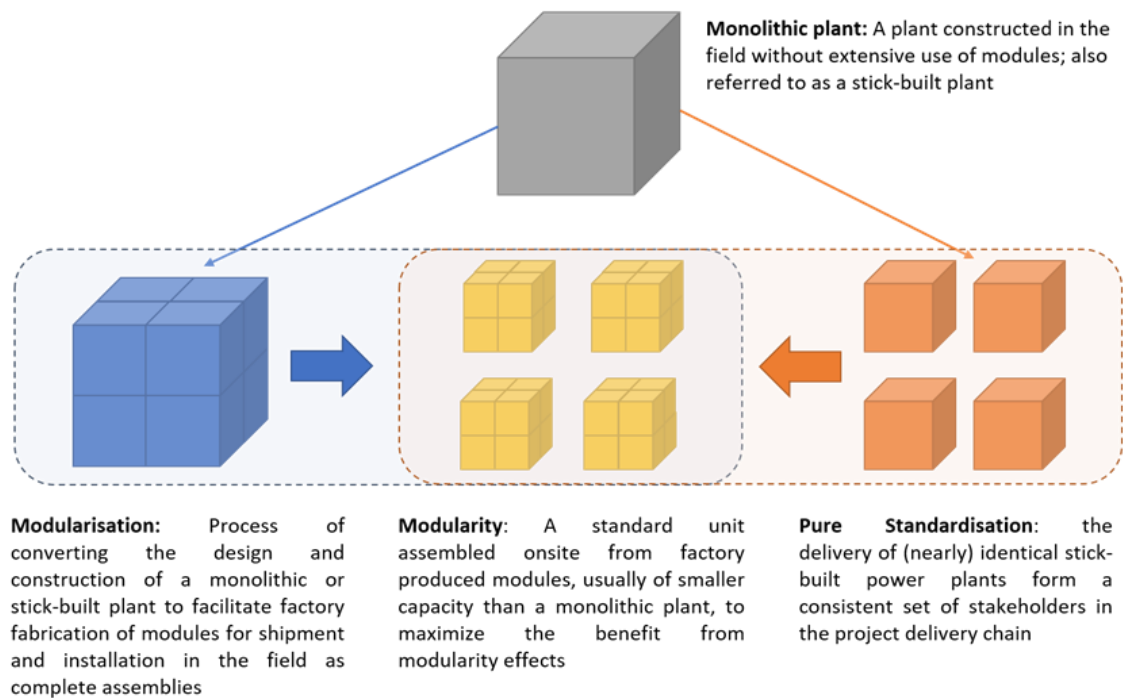 Monolithic plant: A plant constructed in the
field without extensive use of modules; also
referred to as a stick-built plant
Modularisation: Process of
converting the design and
construction of a monolithic or
stick-built plant to facilitate factory
fabrication of modules for shipment
and installation in the field as
complete assemblies
Modularity: A standard unit
assembled onsite from factory
produced modules, usually of smaller
capacity than a monolithic plant, to
maximize the benefit from
modularity effects
Pure Standardisation: the
delivery of (nearly) identical stick-
built power plants form a
consistent set of stakeholders in
the project delivery chain